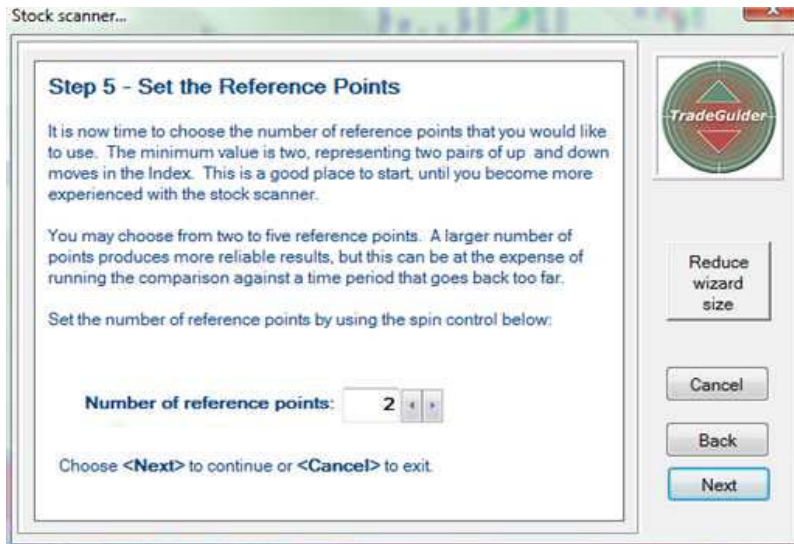 Stock scanner...
Step 5 - Set the Reference Points
It is now time to choose the number of reference points that you would like
to use. The minimum value is two, representing two pairs of up and down
moves in the Index. This is a good place to start, until you become more
experienced with the stock scanner.
You may choose from two to five reference points. A larger number of
points produces more reliable results, but this can be at the expense of
running the comparison against a time period that goes back too far.
Set the number of reference points by using the spin control below:
Number of reference points: 2
Choose <Next> to continue or <Cancel> to exit.
TradeGuider
Reduce
wizard
size
Cancel
Back
Next